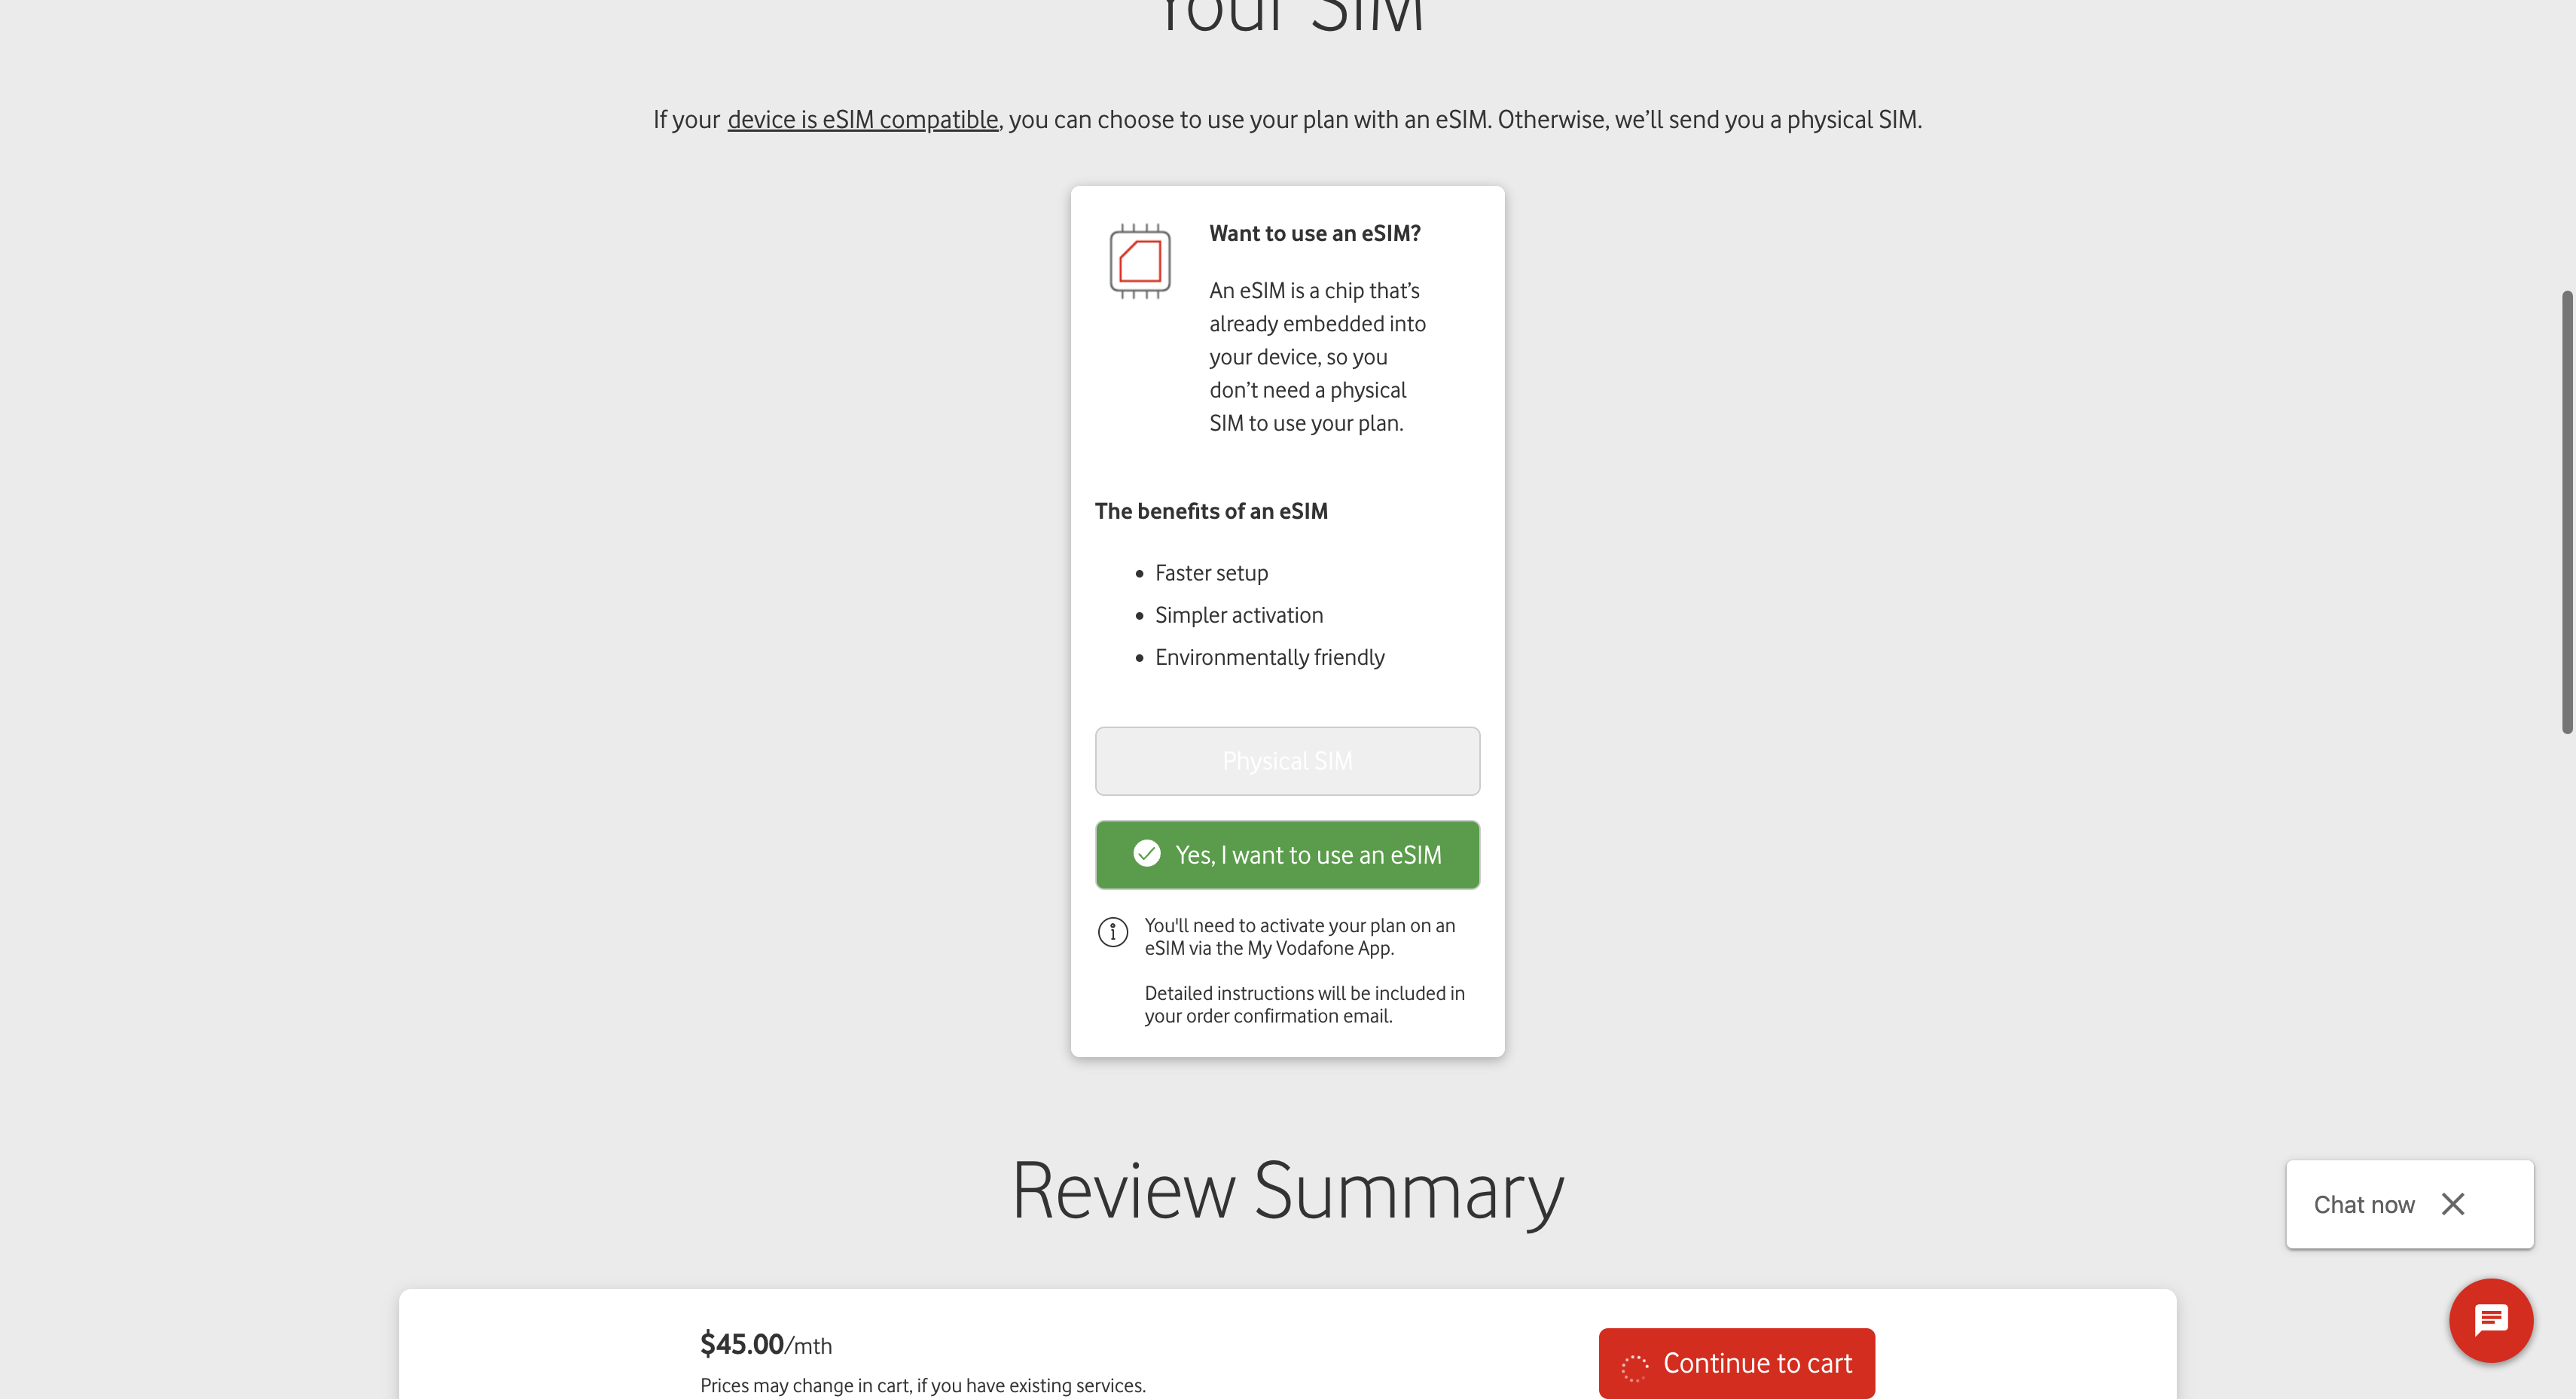 Your SIM
If your device is eSIM compatible, you can choose to use your plan with an eSIM. Otherwise, we’ll send you a physical SIM.
Want to use an eSIM?
An eSIM is a chip that’s
already embedded into
your device, so you
don’t need a physical
SIM to use your plan.
The benefits of an eSIM
• Faster setup
• Simpler activation
• Environmentally friendly
Physical SIM
Yes, I want to use an eSIM
You'll need to activate your plan on an
eSIM via the My Vodafone App.
Detailed instructions will be included in
your order confirmation email.
Review Summary
Chat now
$45.00/mth
Continue to cart
Prices may change in cart, if you have existing services.